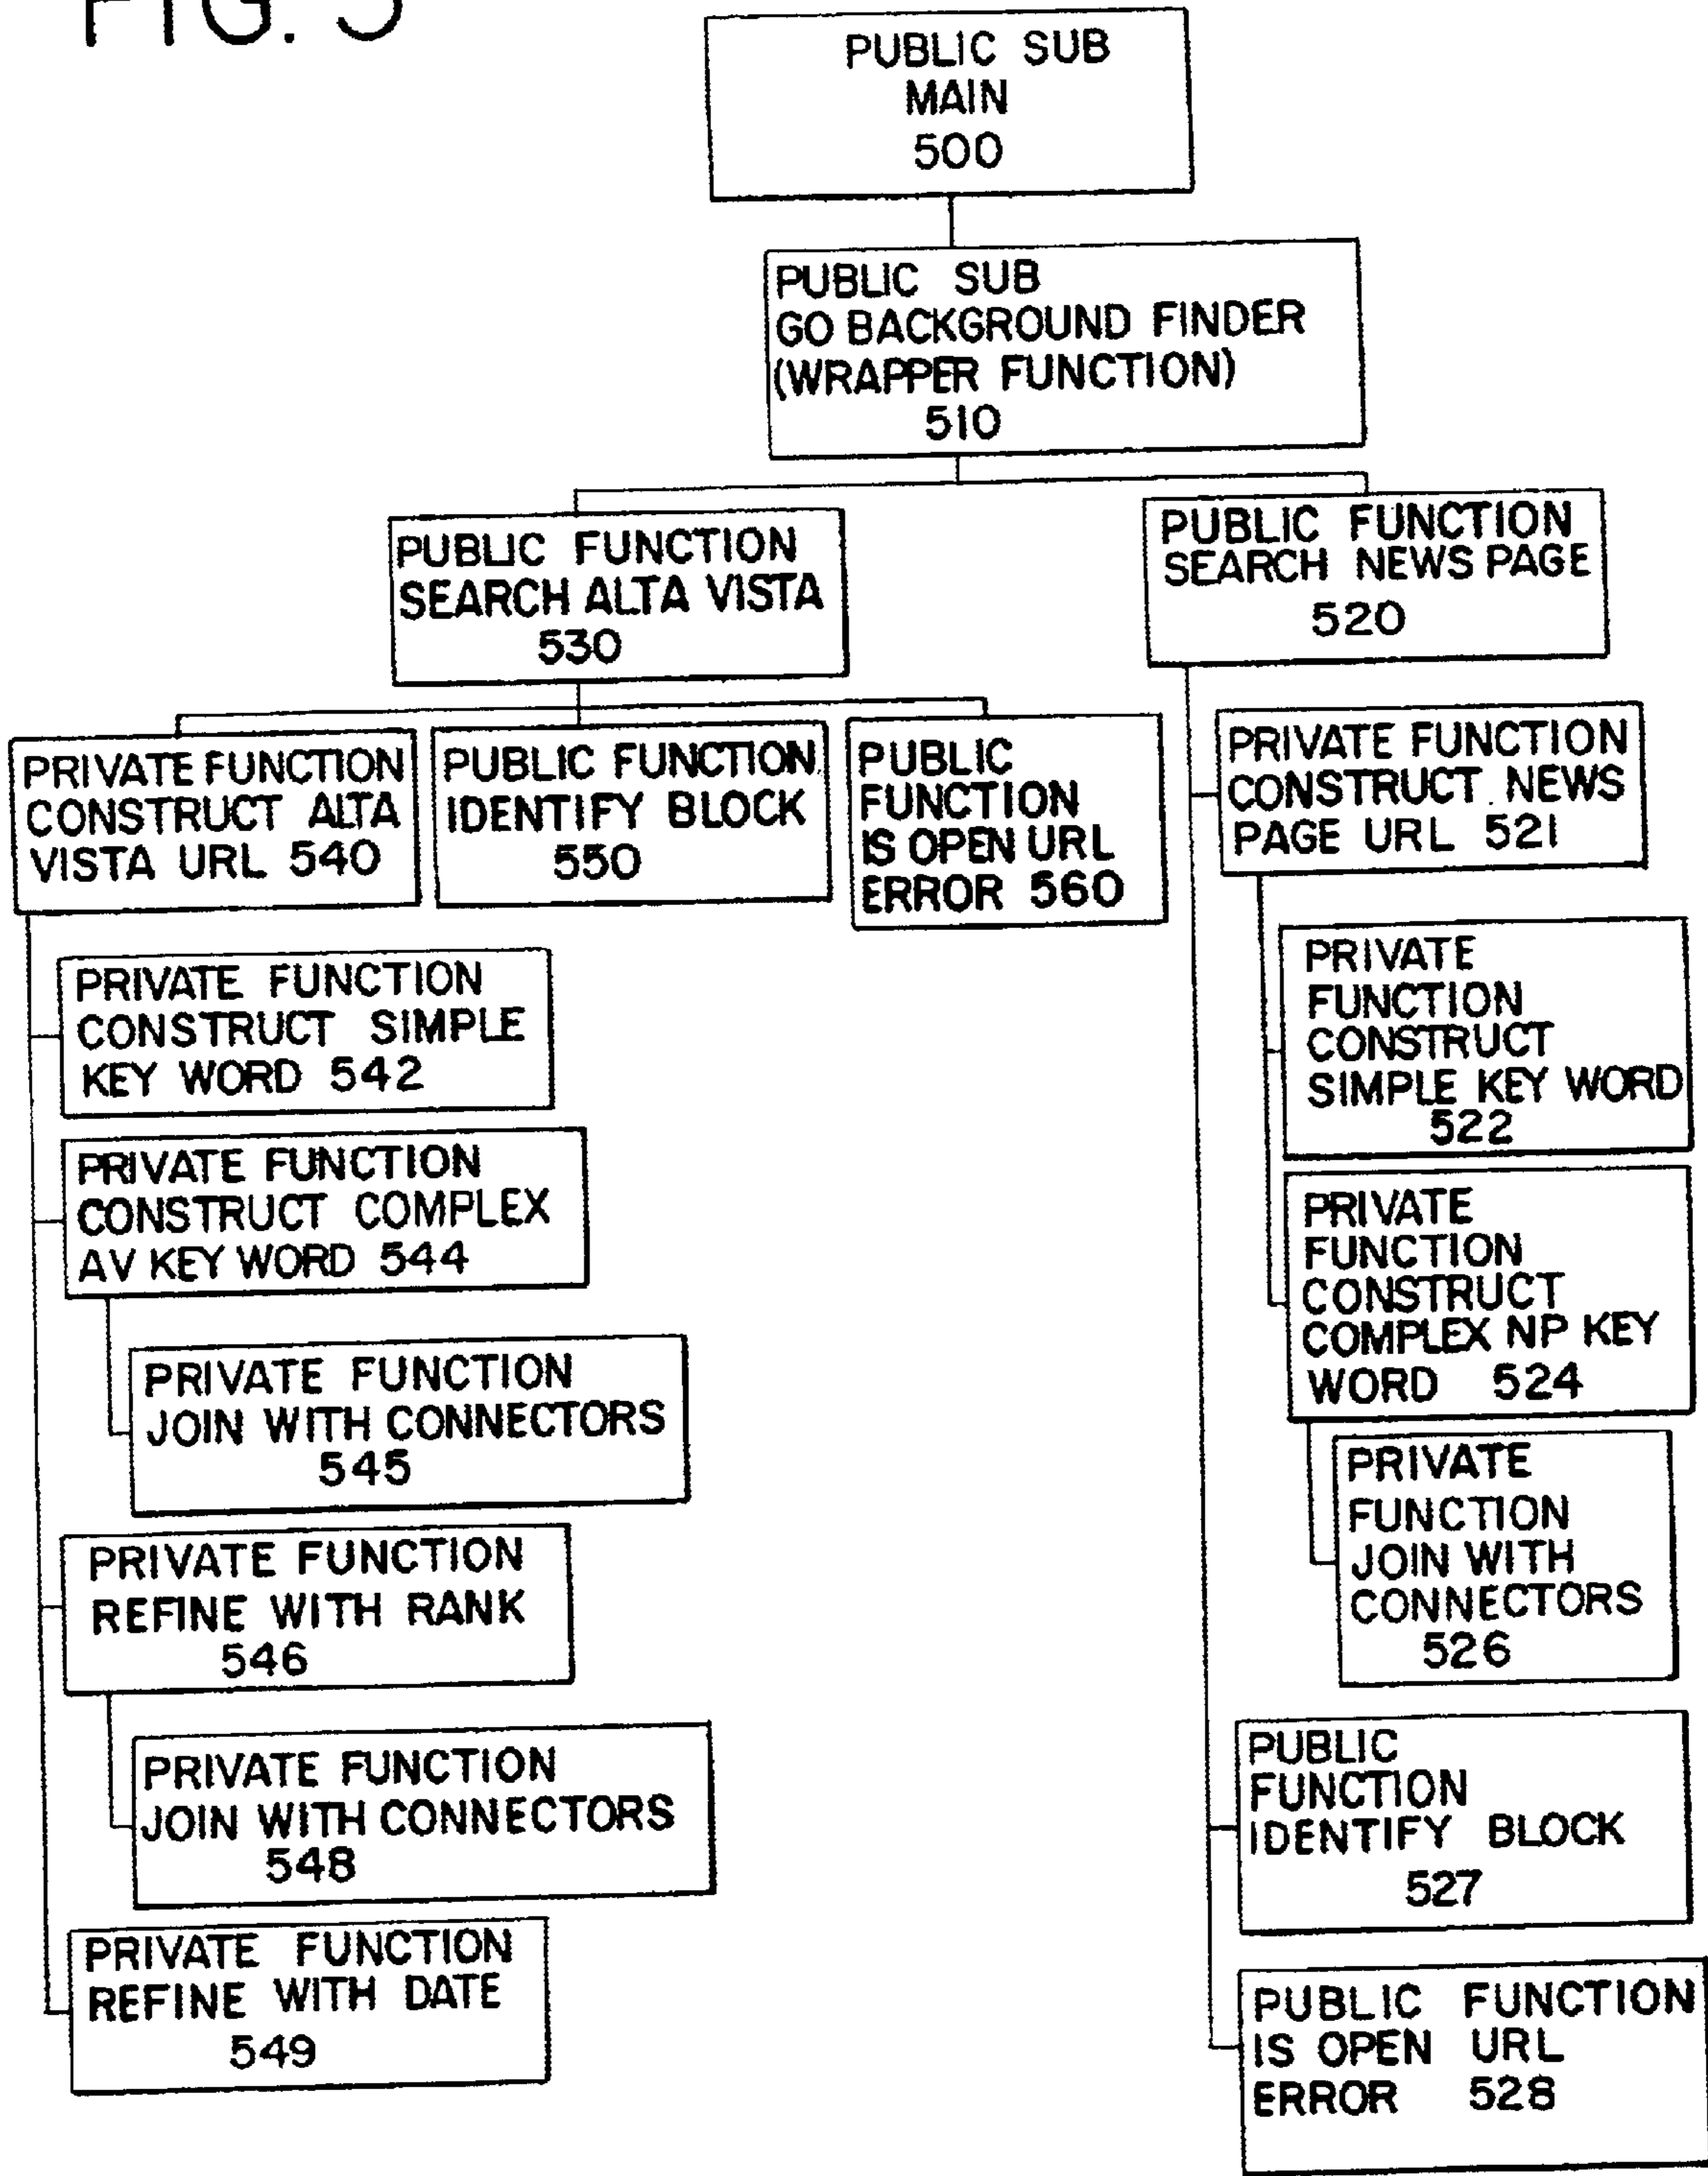 FIG. 5
PUBLIC SUB
MAIN
500
PUBLIC SUB
GO BACKGROUND FINDER
(WRAPPER FUNCTION)
510
PUBLIC FUNCTION
SEARCH ALTA VISTA
530
PUBLIC FUNCTION
SEARCH NEWS PAGE
520
PRIVATE FUNCTION
CONSTRUCT ALTA
VISTA URL 540
PUBLIC FUNCTION
IDENTIFY BLOCK
550
PUBLIC
FUNCTION
IS OPEN URL
ERROR 560
PRIVATE FUNCTION
CONSTRUCT NEWS
PAGE URL 521
PRIVATE FUNCTION
CONSTRUCT SIMPLE
KEY WORD 542
PRIVATE FUNCTION
CONSTRUCT COMPLEX
AV KEY WORD 544
PRIVATE FUNCTION
JOIN WITH CONNECTORS
545
PRIVATE FUNCTION
REFINE WITH RANK
546
PRIVATE FUNCTION
JOIN WITH CONNECTORS
548
PRIVATE FUNCTION
REFINE WITH DATE
549
PRIVATE
FUNCTION
CONSTRUCT
SIMPLE KEY WORD
522
PRIVATE
FUNCTION
CONSTRUCT
COMPLEX NP KEY
WORD 524
PRIVATE
FUNCTION
JOIN WITH
CONNECTORS
526
PUBLIC
FUNCTION
IDENTIFY BLOCK
527
PUBLIC FUNCTION
IS OPEN URL
ERROR 528